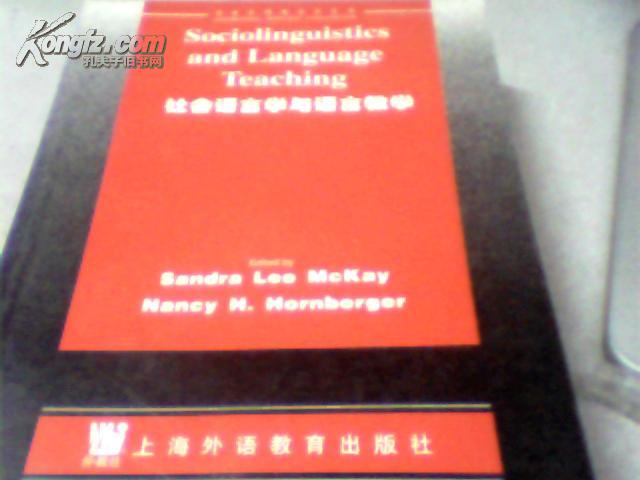 Kongfz.com
孔夫子旧书网
Sociolinguistics
and Language
Teaching
社会语言学与语言教学
Edited by
Sandra Lee McKay
Nancy H. Hornberger
外教社
上海外语教育出版社